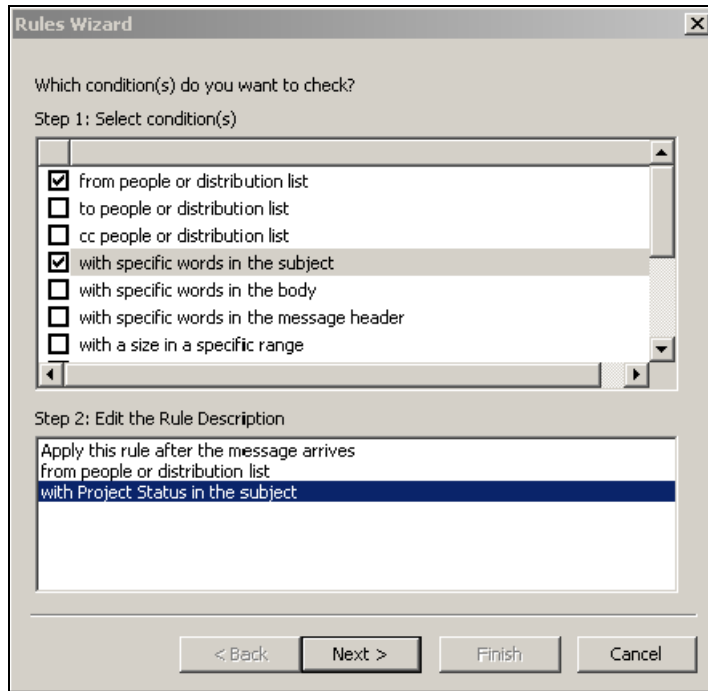 Rules Wizard
Which condition(s) do you want to check?
Step 1: Select condition(s)
from people or distribution list
to people or distribution list
cc people or distribution list
with specific words in the subject
with specific words in the body
with specific words in the message header
with a size in a specific range
Step 2: Edit the Rule Description
Apply this rule after the message arrives
from people or distribution list
with Project Status in the subject
< Back Next > Finish Cancel